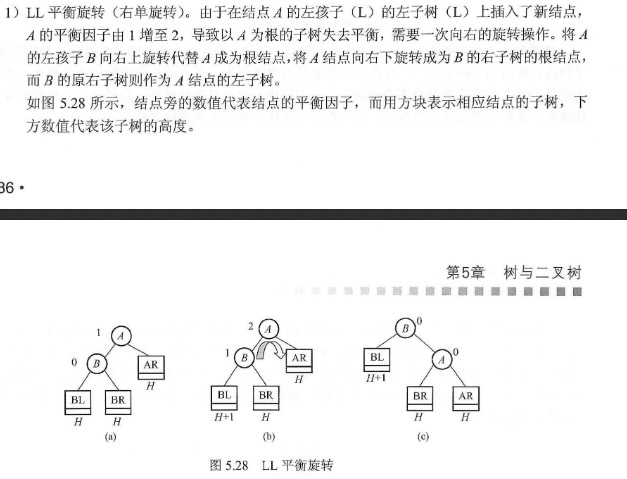 1）LL 平衡旋转（右单旋转）。由于在结点 A 的左孩子（L）的左子树（L）上插入了新结点，
A 的平衡因子由 1 增至 2，导致以 A 为根的子树失去平衡，需要一次向右的旋转操作。将 A
的左孩子 B 向右上旋转代替 A 成为根结点，将 A 结点向右下旋转成为 B 的右子树的根结点，
而 B 的原右子树则作为 A 结点的左子树。
如图 5.28 所示，结点旁的数值代表结点的平衡因子，而用方块表示相应结点的子树，下
方数值代表该子树的高度。
86 •
第5章 树与二叉树
1 A
0 B AR
H
BL BR
H H
(a)
2 A
1 B AR
H
BL BR
H+1 H
(b)
B 0
BL A 0
H+1
BR AR
H H
(c)
图 5.28 LL 平衡旋转